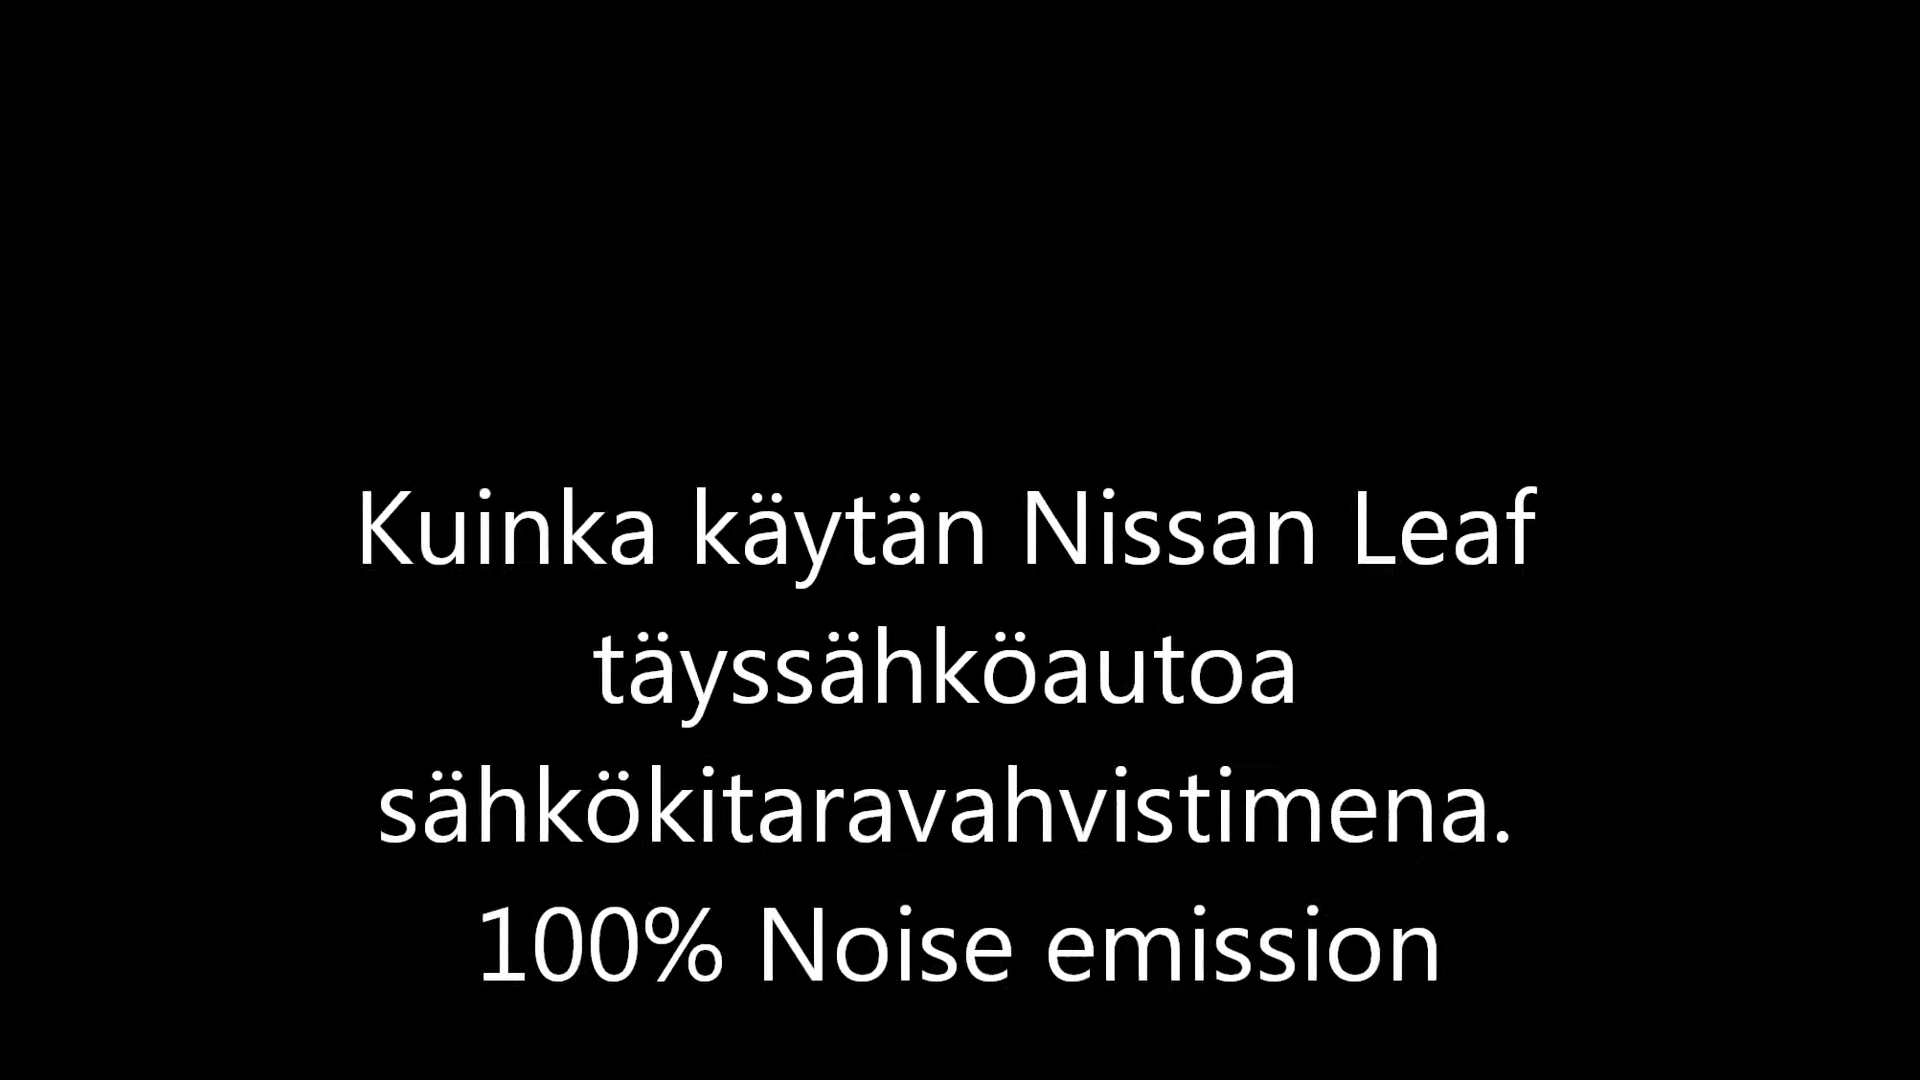 Kuinka käytän Nissan Leaf
täyssähköautoa
sähkökitaravahvistimena.
100% Noise emission